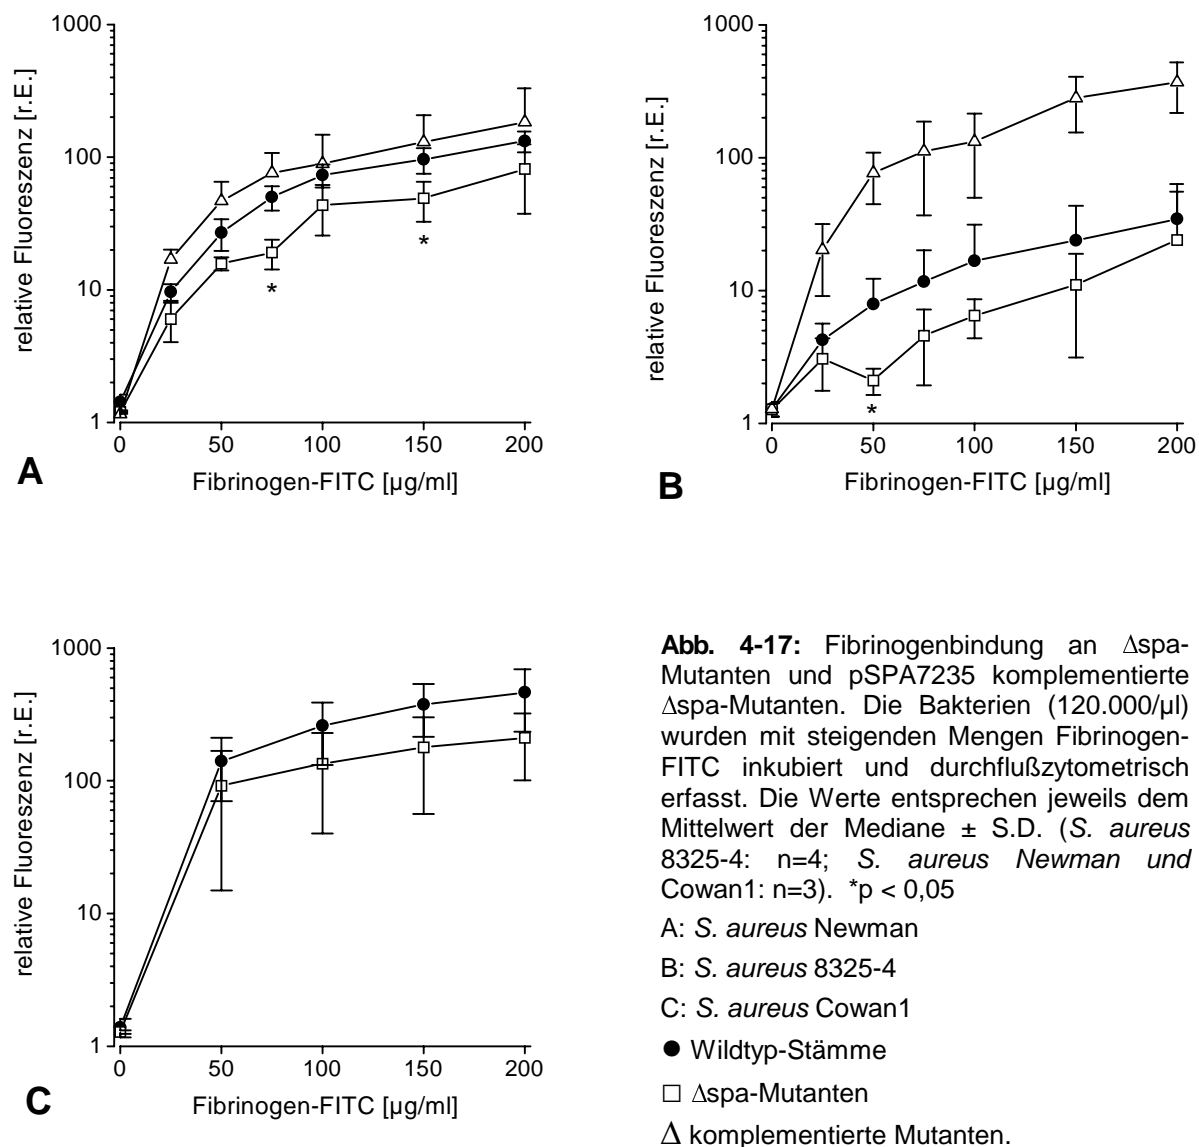 1000
100
10
1
relative Fluoreszenz [r.E.]
*
*
0 50 100 150 200
Fibrinogen-FITC [µg/ml]
A
1000
100
10
1
relative Fluoreszenz [r.E.]
*
0 50 100 150 200
Fibrinogen-FITC [µg/ml]
B
1000
100
10
1
relative Fluoreszenz [r.E.]
0 50 100 150 200
Fibrinogen-FITC [µg/ml]
C
Abb. 4-17: Fibrinogenbindung an Δspa-
Mutanten und pSPA7235 komplementierte
Δspa-Mutanten. Die Bakterien (120.000/µl)
wurden mit steigenden Mengen Fibrinogen-
FITC inkubiert und durchflußzytometrisch
erfasst. Die Werte entsprechen jeweils dem
Mittelwert der Mediane ± S.D. (S. aureus
8325-4: n=4; S. aureus Newman und
Cowan1: n=3). *p < 0,05
A: S. aureus Newman
B: S. aureus 8325-4
C: S. aureus Cowan1
● Wildtyp-Stämme
□ Δspa-Mutanten
Δ komplementierte Mutanten.